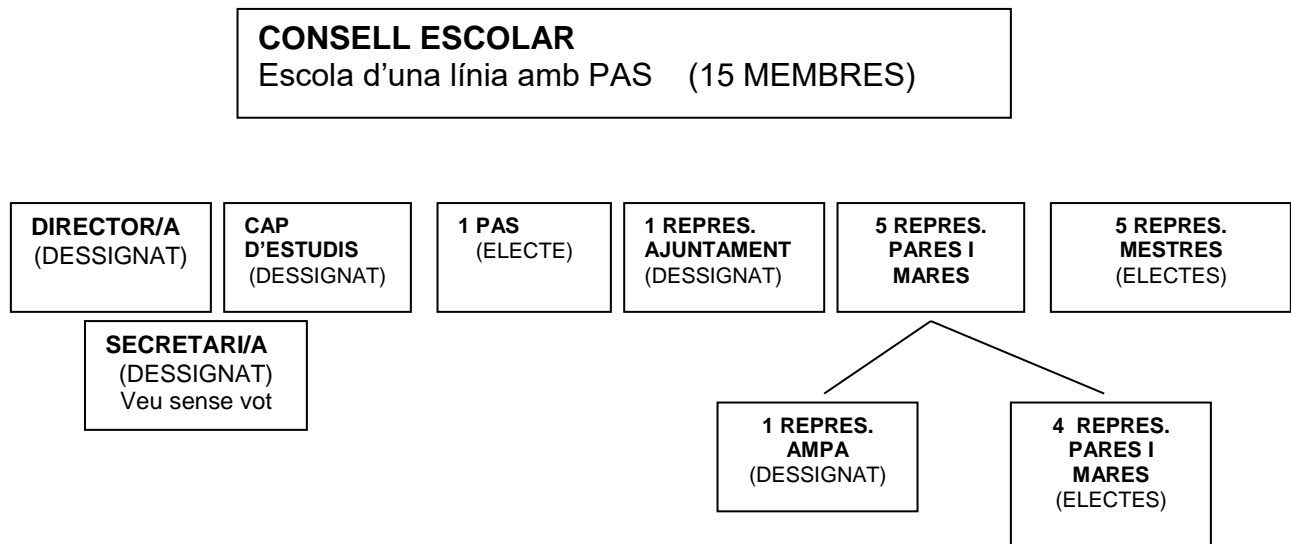 CONSELL ESCOLAR
Escola d'una línia amb PAS (15 MEMBRES)
DIRECTOR/A
(DESSIGNAT)
CAP
D'ESTUDIS
(DESSIGNAT)
1 PAS
(ELECTE)
1 REPRES.
AJUNTAMENT
(DESSIGNAT)
5 REPRES.
PARES I
MARES
5 REPRES.
MESTRES
(ELECTES)
SECRETARI/A
(DESSIGNAT)
Veu sense vot
1 REPRES.
AMPA
(DESSIGNAT)
4 REPRES.
PARES I
MARES
(ELECTES)